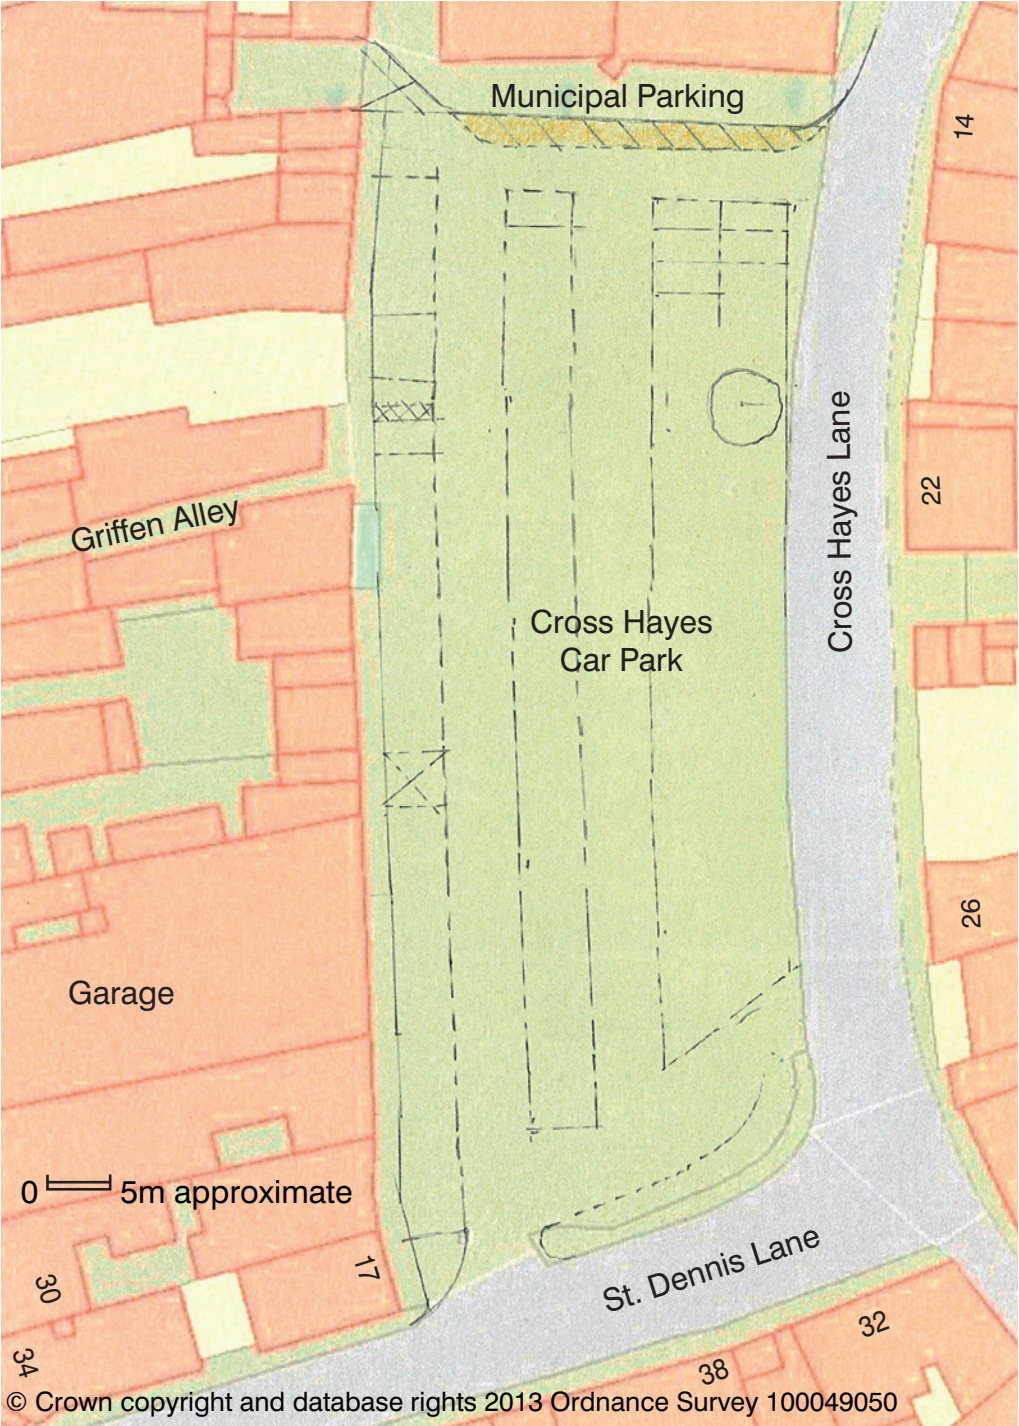 Municipal Parking
14
Cross Hayes Lane
22
Griffen Alley
Cross Hayes
Car Park
26
Garage
0 5m approximate
17
30
St. Dennis Lane
32
34
38
© Crown copyright and database rights 2013 Ordnance Survey 100049050